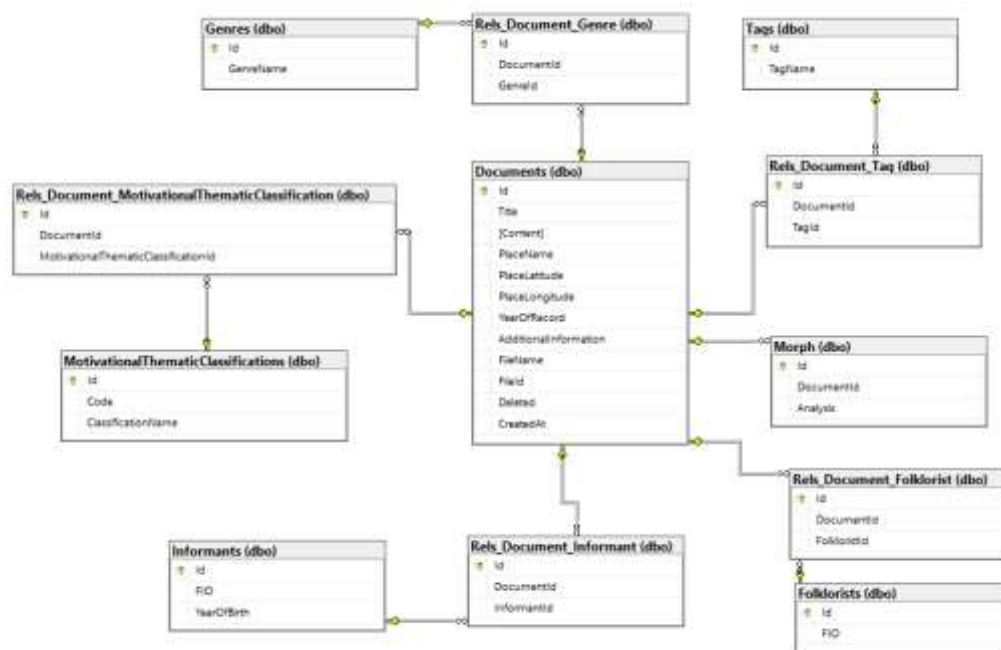 Genres (dbo)
Id
GenreName
Rels_Document_Genre (dbo)
Id
DocumentId
GenreId
Tags (dbo)
Id
TagName
Rels_Document_MotivationalThematicClassification (dbo)
Id
DocumentId
MotivationalThematicClassificationId
Documents (dbo)
Id
Title
[Content]
PlaceName
PlaceLatitude
PlaceLongitude
YearOfRecord
AdditionalInformation
FileName
FileId
Deleted
CreatedAt
Rels_Document_Tag (dbo)
Id
DocumentId
TagId
MotivationalThematicClassifications (dbo)
Id
Code
ClassificationName
Morph (dbo)
Id
DocumentId
Analysis
Rels_Document_Folklorist (dbo)
Id
DocumentId
FolkloristId
Informants (dbo)
Id
FIO
YearOfBirth
Rels_Document_Informant (dbo)
Id
DocumentId
InformantId
Folklorists (dbo)
Id
FIO